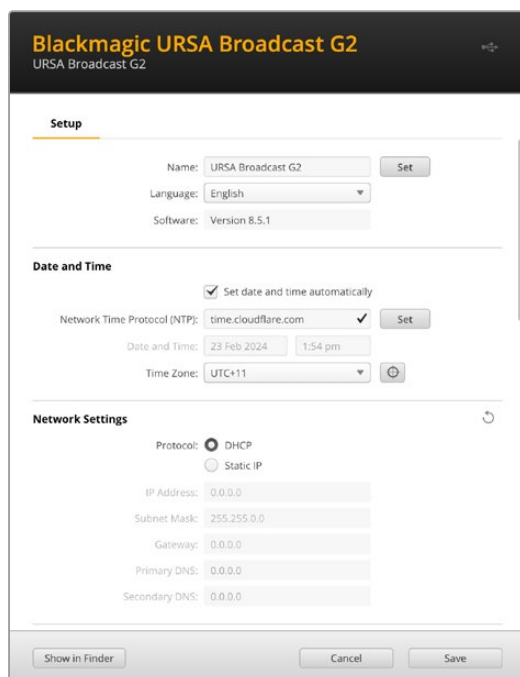 Blackmagic URSA Broadcast G2
URSA Broadcast G2
Setup
Name: URSA Broadcast G2 Set
Language: English
Software: Version 8.5.1
Date and Time
Set date and time automatically
Network Time Protocol (NTP): time.cloudflare.com Set
Date and Time: 23 Feb 2024 1:54 pm
Time Zone: UTC+11
Network Settings
Protocol: DHCP
Static IP
IP Address: 0.0.0.0
Subnet Mask: 255.255.0.0
Gateway: 0.0.0.0
Primary DNS: 0.0.0.0
Secondary DNS: 0.0.0.0
Show in Finder Cancel Save